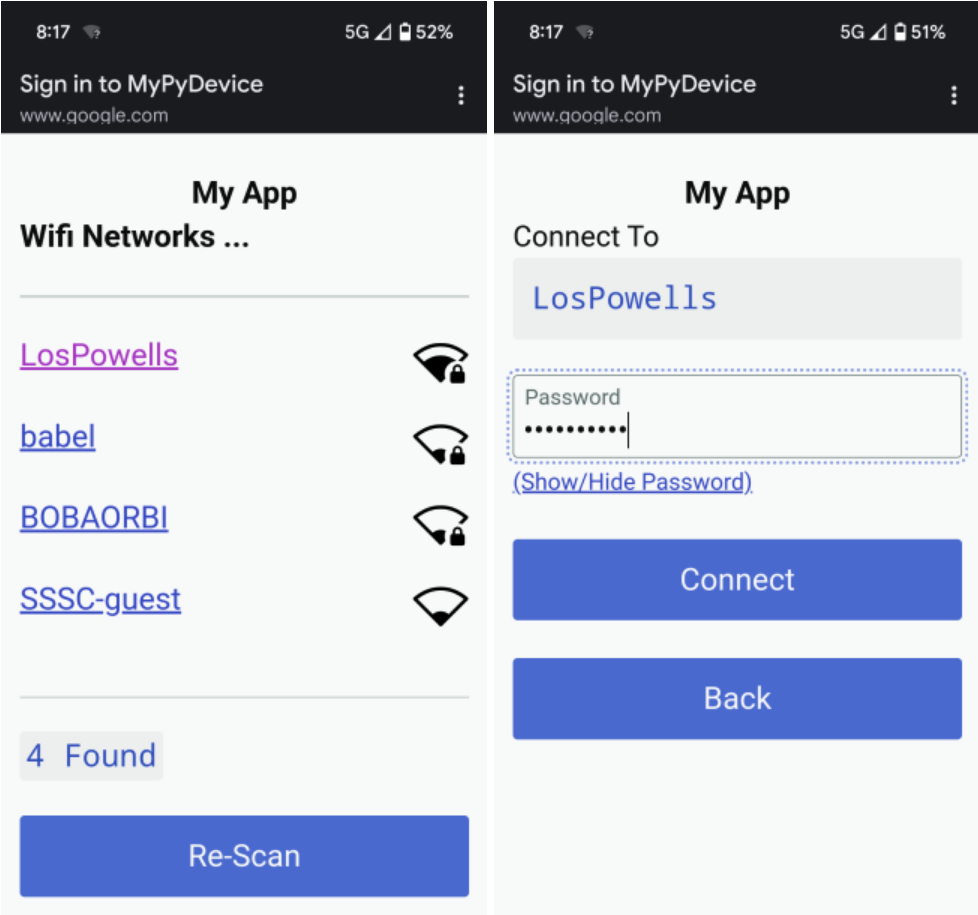 8:17 5G 52%
Sign in to MyPyDevice
www.google.com
My App
Wifi Networks ...
LosPowells
babel
BOBAORBI
SSSC-guest
4 Found
Re-Scan
8:17 5G 51%
Sign in to MyPyDevice
www.google.com
My App
Connect To
LosPowells
Password
••••••••••
(Show/Hide Password)
Connect
Back